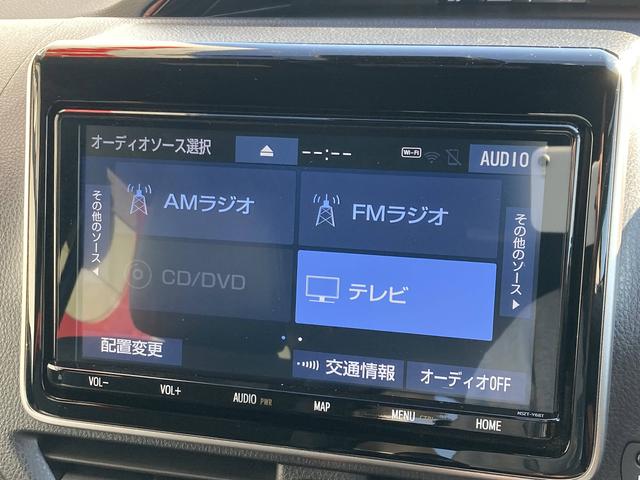 オーディオソース選択
--:--
Wi-Fi
AUDIO
その他のソース
AMラジオ
FMラジオ
その他のソース
CD/DVD
テレビ
配置変更
交通情報
オーディオOFF
VOL-
VOL+
AUDIO PWR
MAP
MENU
HOME
NSZT-Y68T